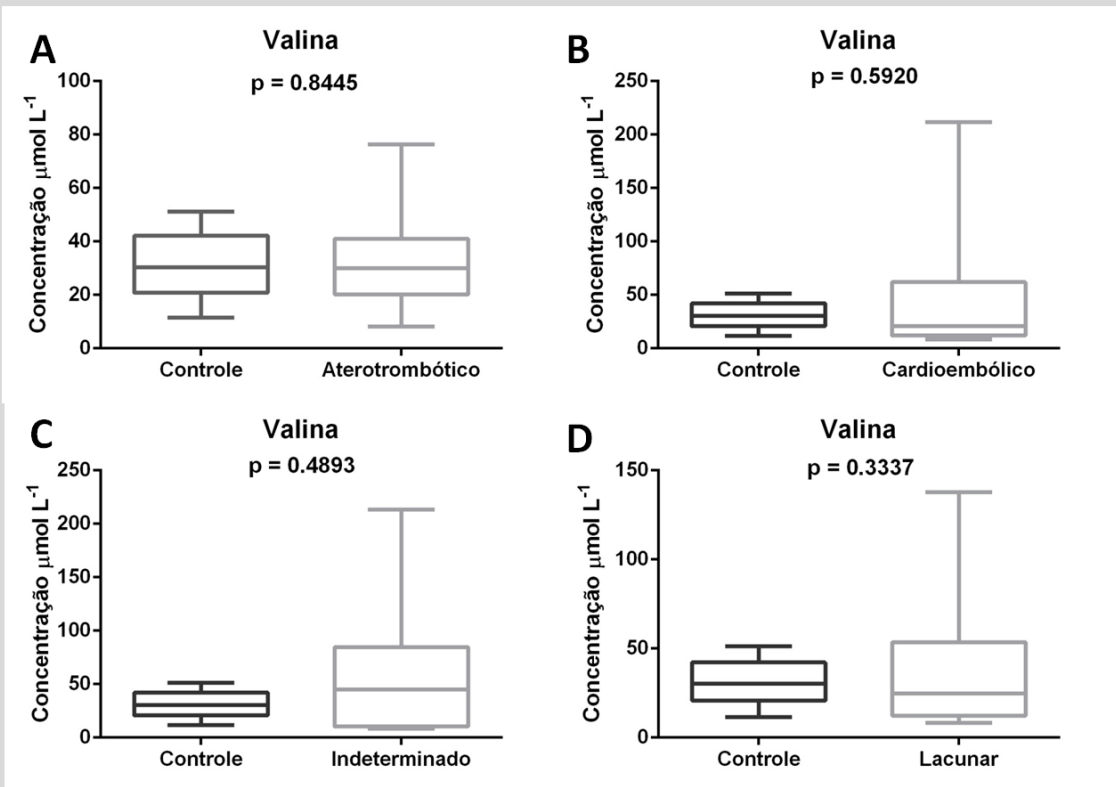 A
Valina
p = 0.8445
Concentração μmol L⁻¹
100
80
60
40
20
0
Controle
Aterotrombótico
B
Valina
p = 0.5920
Concentração μmol L⁻¹
250
200
150
100
50
0
Controle
Cardioembólico
C
Valina
p = 0.4893
Concentração μmol L⁻¹
250
200
150
100
50
0
Controle
Indeterminado
D
Valina
p = 0.3337
Concentração μmol L⁻¹
150
100
50
0
Controle
Lacunar